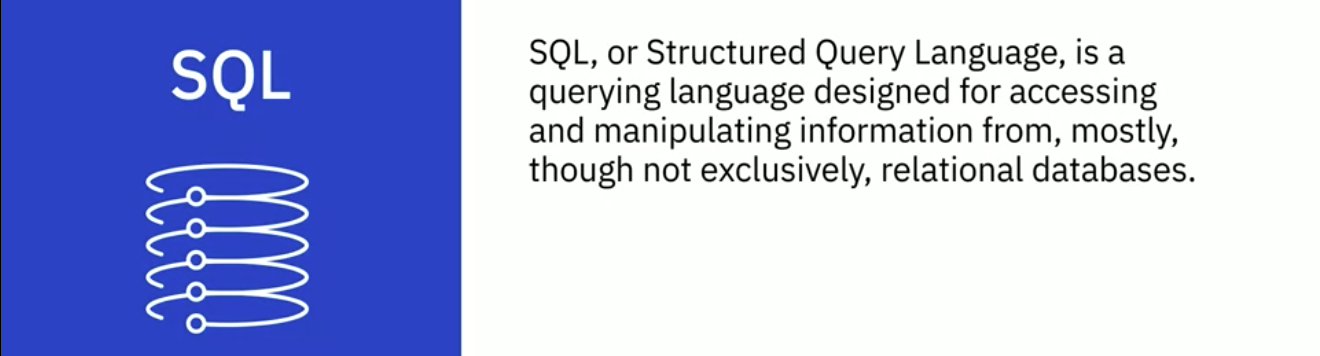 SQL
SQL, or Structured Query Language, is a
querying language designed for accessing
and manipulating information from, mostly,
though not exclusively, relational databases.